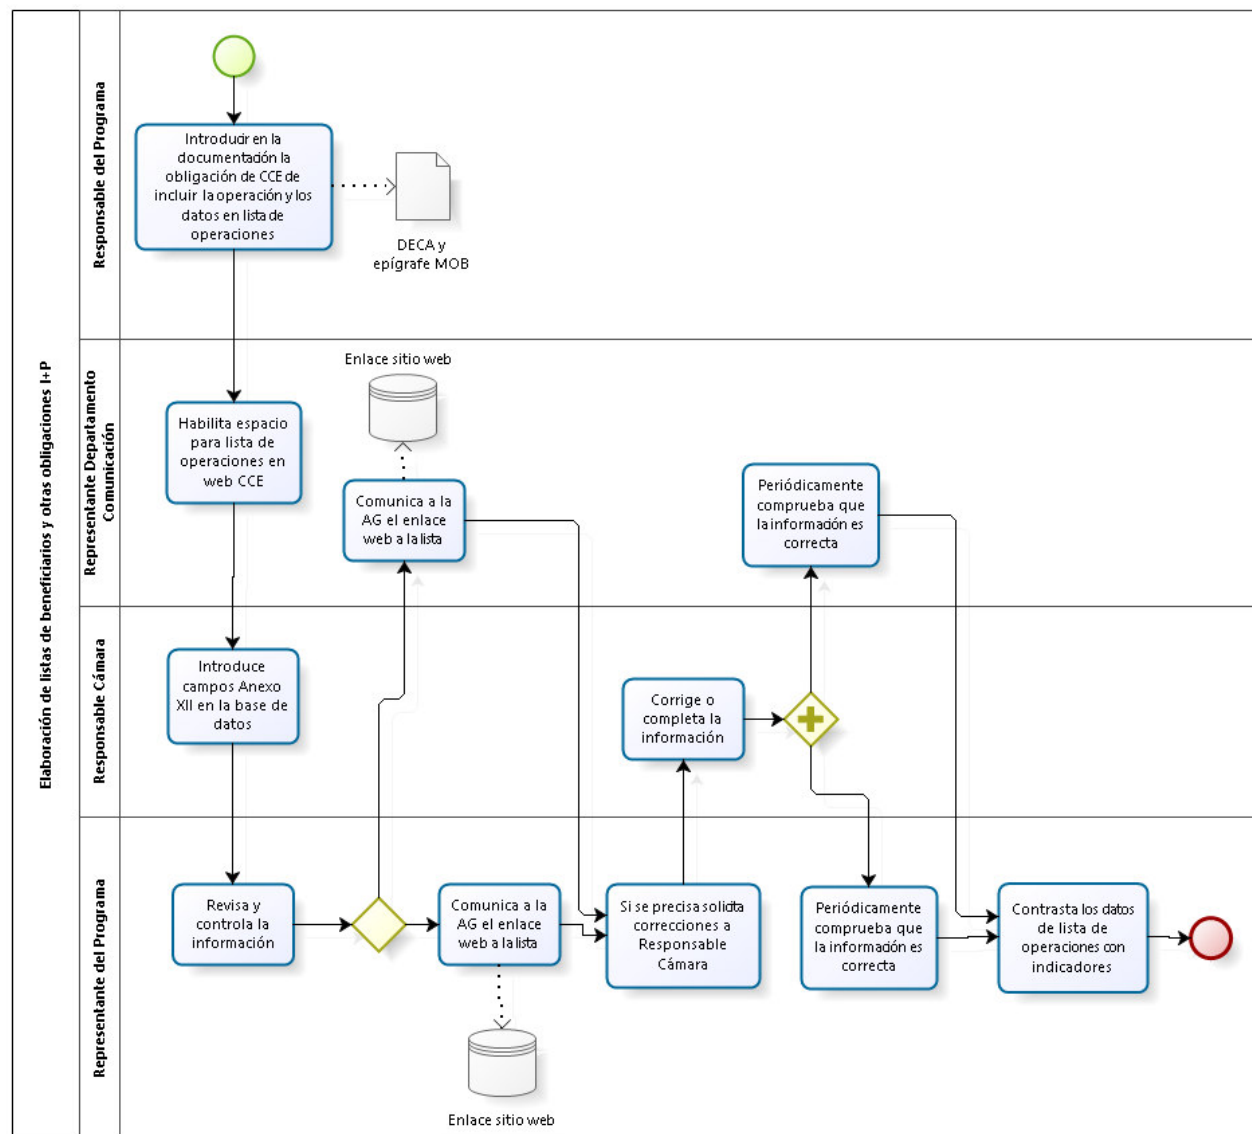 Elaboración de listas de beneficiarios y otras obligaciones I+P
Responsable del Programa
Introducir en la
documentación la
obligación de CCE de
incluir la operación y los
datos en lista de
operaciones
DECA y
epígrafe MOB
Representante Departamento
Comunicación
Habilita espacio
para lista de
operaciones en
web CCE
Enlace sitio web
Comunica a la
AG el enlace
web a la lista
Periódicamente
comprueba que
la información es
correcta
Responsable Cámara
Introduce
campos Anexo
XII en la base de
datos
Corrige o
completa la
información
Representante del Programa
Revisa y
controla la
información
Comunica a la
AG el enlace
web a la lista
Enlace sitio web
Si se precisa solicita
correcciones a
Responsable
Cámara
Periódicamente
comprueba que
la información es
correcta
Contrasta los datos
de lista de
operaciones con
indicadores